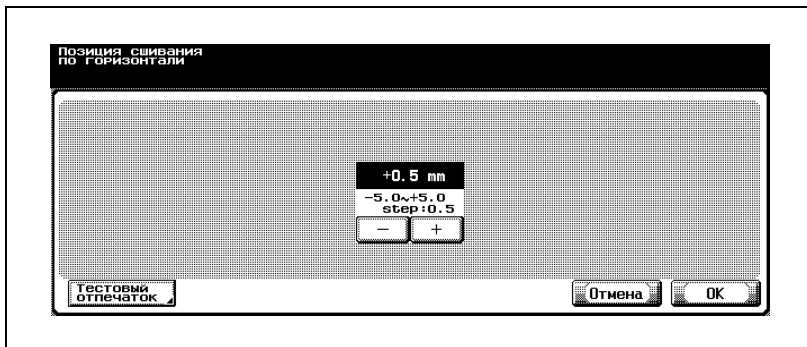 Позиция сшивания
по горизонтали
+0.5 mm
-5.0~+5.0
step:0.5
− +
Тестовый
отпечаток
Отмена OK